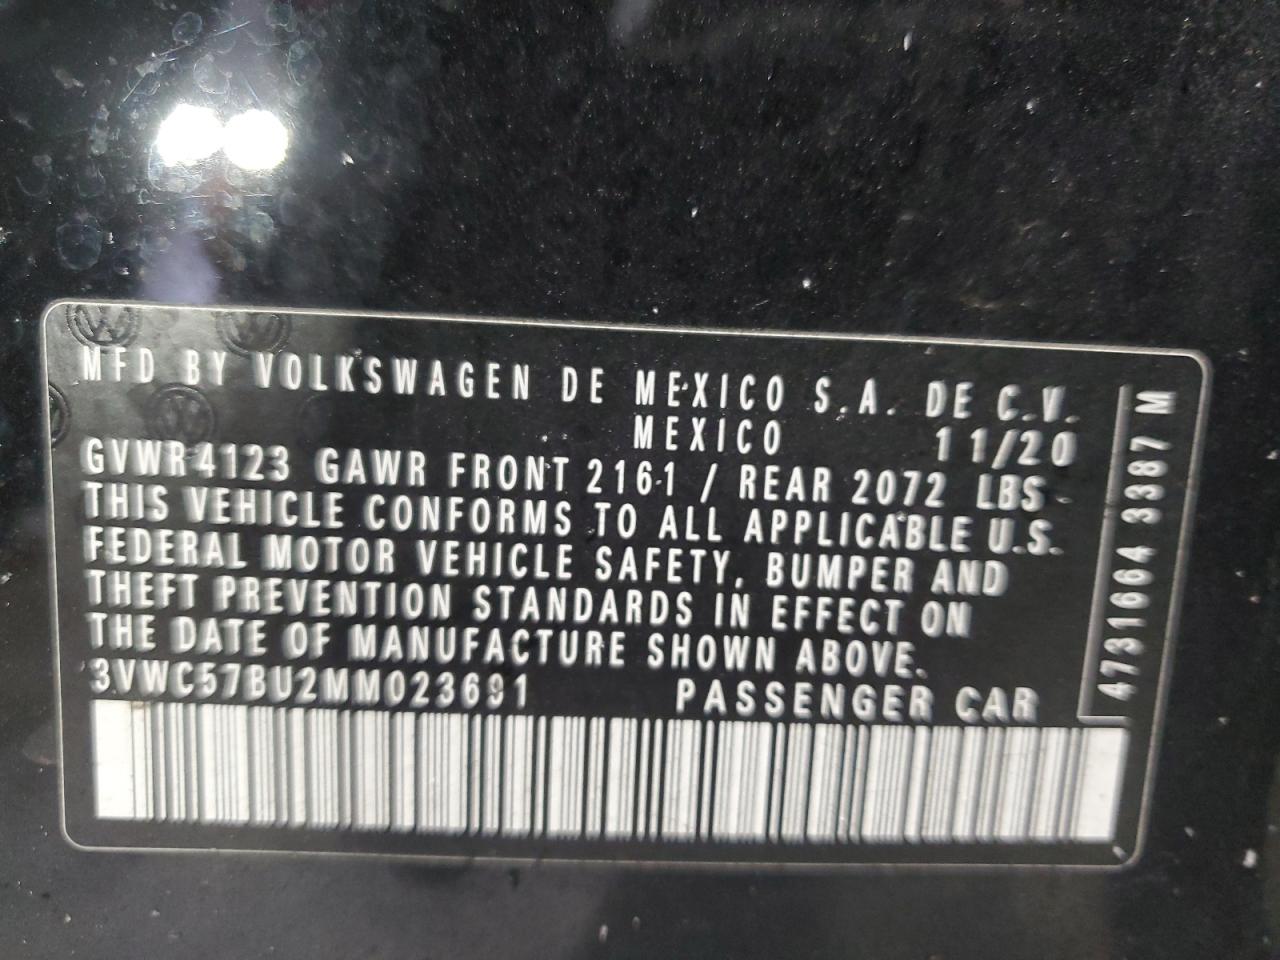 MFD BY VOLKSWAGEN DE MEXICO S.A. DE C.V.
MEXICO 11/20
GVWR 4123 GAWR FRONT 2161 / REAR 2072 LBS
THIS VEHICLE CONFORMS TO ALL APPLICABLE U.S.
FEDERAL MOTOR VEHICLE SAFETY, BUMPER AND
THEFT PREVENTION STANDARDS IN EFFECT ON
THE DATE OF MANUFACTURE SHOWN ABOVE.
3VWC57BU2MM023691 PASSENGER CAR
4731664 3387 M